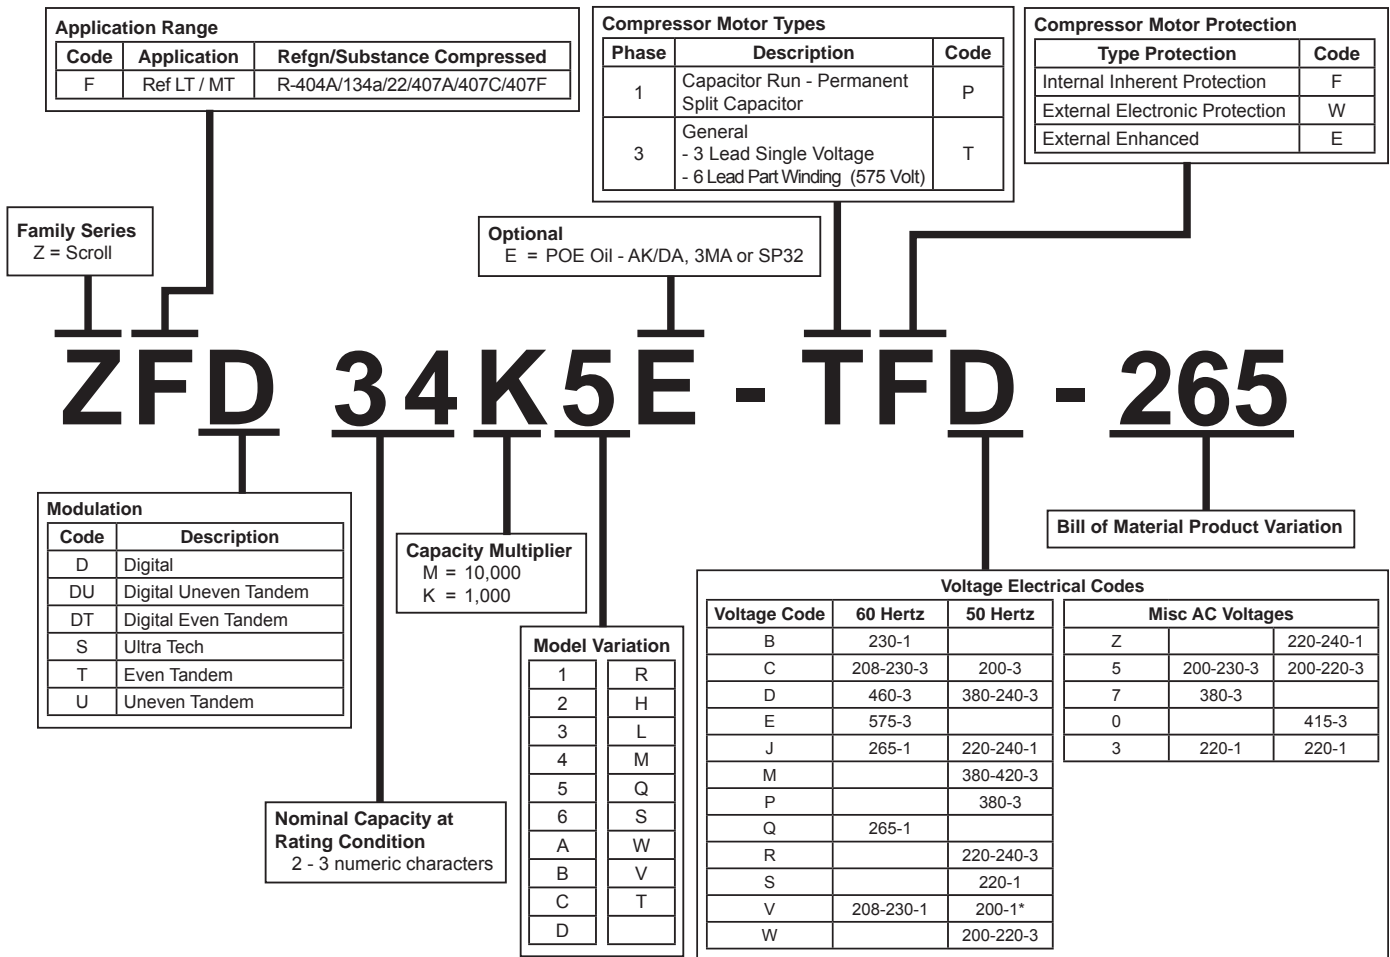 Application Range
Code Application Refgn/Substance Compressed
F Ref LT / MT R-404A/134a/22/407A/407C/407F
Compressor Motor Types
Phase Description Code
1 Capacitor Run - Permanent Split Capacitor P
3 General
- 3 Lead Single Voltage
- 6 Lead Part Winding (575 Volt) T
Compressor Motor Protection
Type Protection Code
Internal Inherent Protection F
External Electronic Protection W
External Enhanced E
Family Series
Z = Scroll
Optional
E = POE Oil - AK/DA, 3MA or SP32
ZFD 34K5E - TFD - 265
Modulation
Code Description
D Digital
DU Digital Uneven Tandem
DT Digital Even Tandem
S Ultra Tech
T Even Tandem
U Uneven Tandem
Nominal Capacity at
Rating Condition
2 - 3 numeric characters
Capacity Multiplier
M = 10,000
K = 1,000
Model Variation
1 R
2 H
3 L
4 M
5 Q
6 S
A W
B V
C T
D
Bill of Material Product Variation
Voltage Electrical Codes
Voltage Code 60 Hertz 50 Hertz
B 230-1
C 208-230-3 200-3
D 460-3 380-240-3
E 575-3
J 265-1 220-240-1
M 380-420-3
P 380-3
Q 265-1
R 220-240-3
S 220-1
V 208-230-1 200-1*
W 200-220-3
Misc AC Voltages
Z 220-240-1
5 200-230-3 200-220-3
7 380-3
0 415-3
3 220-1 220-1